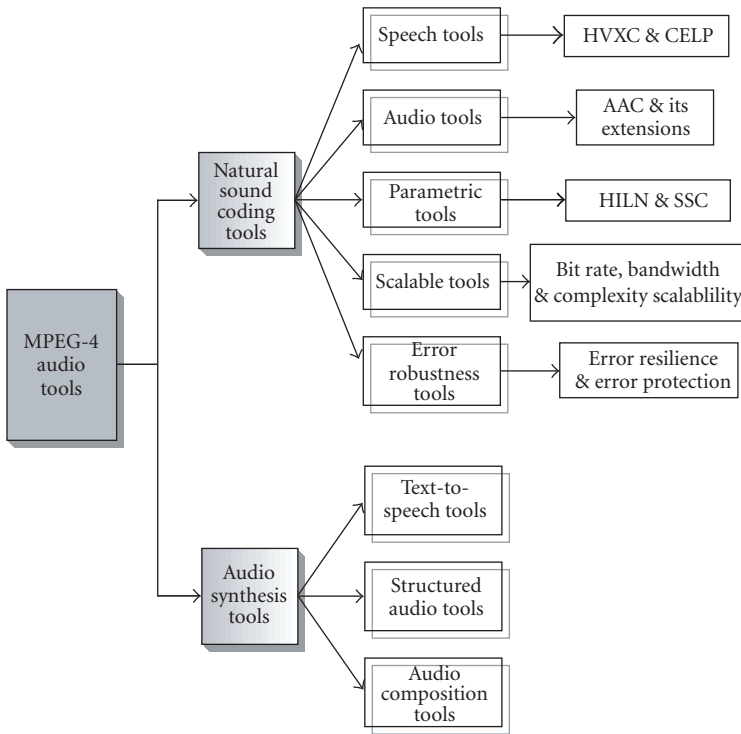 Speech tools
HVXC & CELP
Audio tools
AAC & its
extensions
Natural
sound
coding
tools
Parametric
tools
HILN & SSC
Scalable tools
Bit rate, bandwidth
& complexity scalablility
MPEG-4
audio
tools
Error
robustness
tools
Error resilience
& error protection
Text-to-
speech tools
Audio
synthesis
tools
Structured
audio tools
Audio
composition
tools